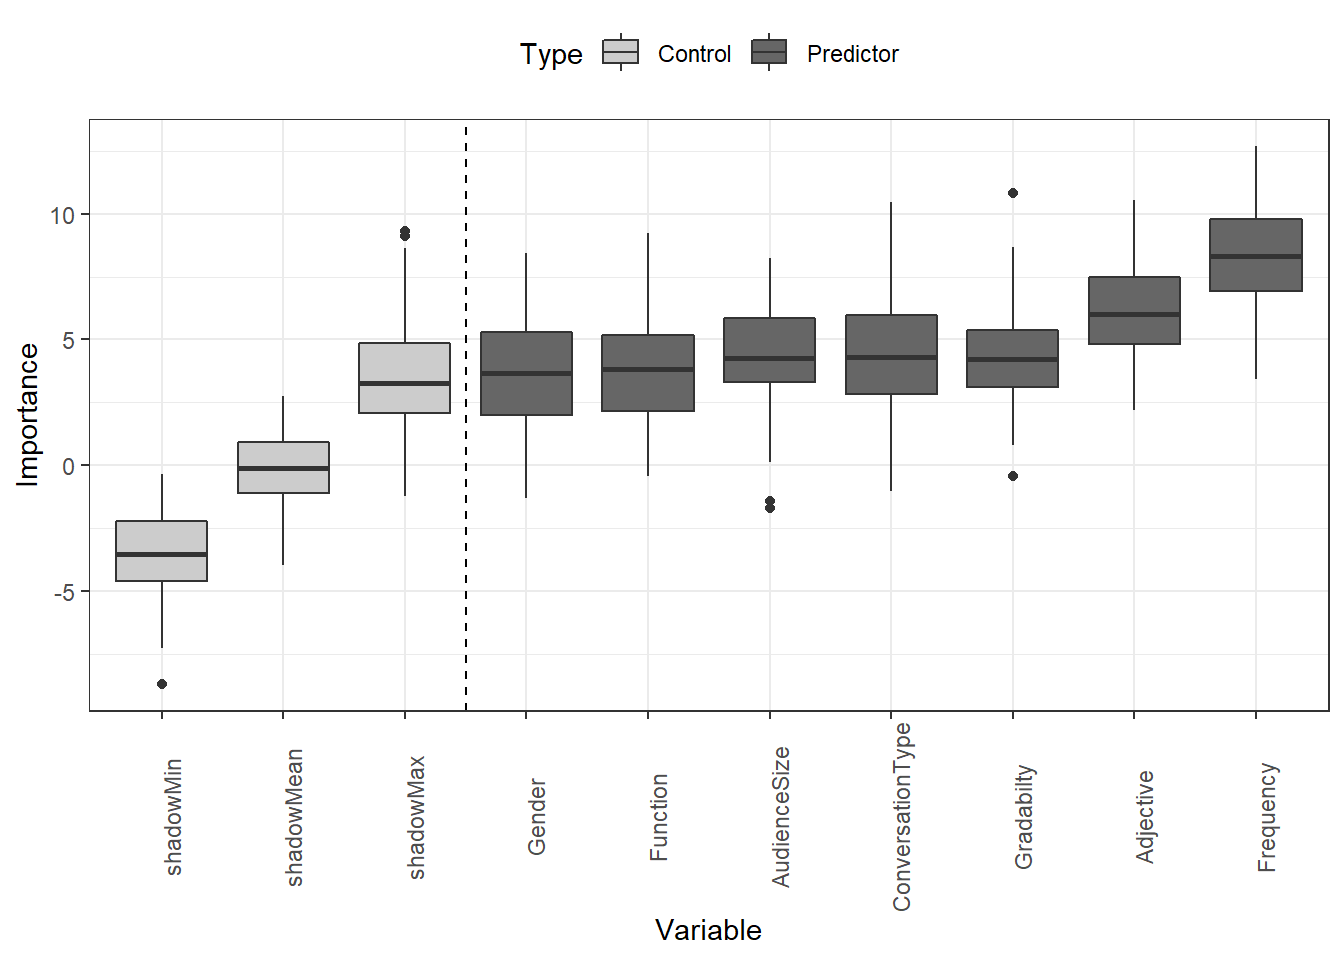 Type Control Predictor
Importance
10
5
0
-5
shadowMin
shadowMean
shadowMax
Gender
Function
AudienceSize
ConversationType
Gradabilty
Adjective
Frequency
Variable